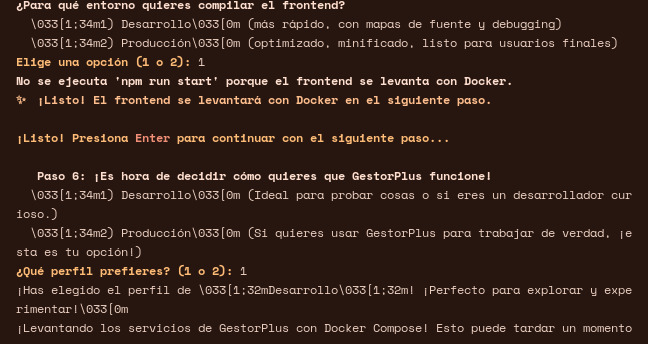 ¿Para qué entorno quieres compilar el frontend?
\033[1;34m1) Desarrollo\033[0m (más rápido, con mapas de fuente y debugging)
\033[1;34m2) Producción\033[0m (optimizado, minificado, listo para usuarios finales)
Elige una opción (1 o 2): 1
No se ejecuta 'npm run start' porque el frontend se levanta con Docker.
✨ ¡Listo! El frontend se levantará con Docker en el siguiente paso.
¡Listo! Presiona Enter para continuar con el siguiente paso...
Paso 6: ¡Es hora de decidir cómo quieres que GestorPlus funcione!
\033[1;34m1) Desarrollo\033[0m (Ideal para probar cosas o si eres un desarrollador cur
ioso.)
\033[1;34m2) Producción\033[0m (Si quieres usar GestorPlus para trabajar de verdad, ¡e
sta es tu opción!)
¿Qué perfil prefieres? (1 o 2): 1
¡Has elegido el perfil de \033[1;32mDesarrollo\033[1;32m! ¡Perfecto para explorar y expe
rimentar!\033[0m
¡Levantando los servicios de GestorPlus con Docker Compose! Esto puede tardar un momento